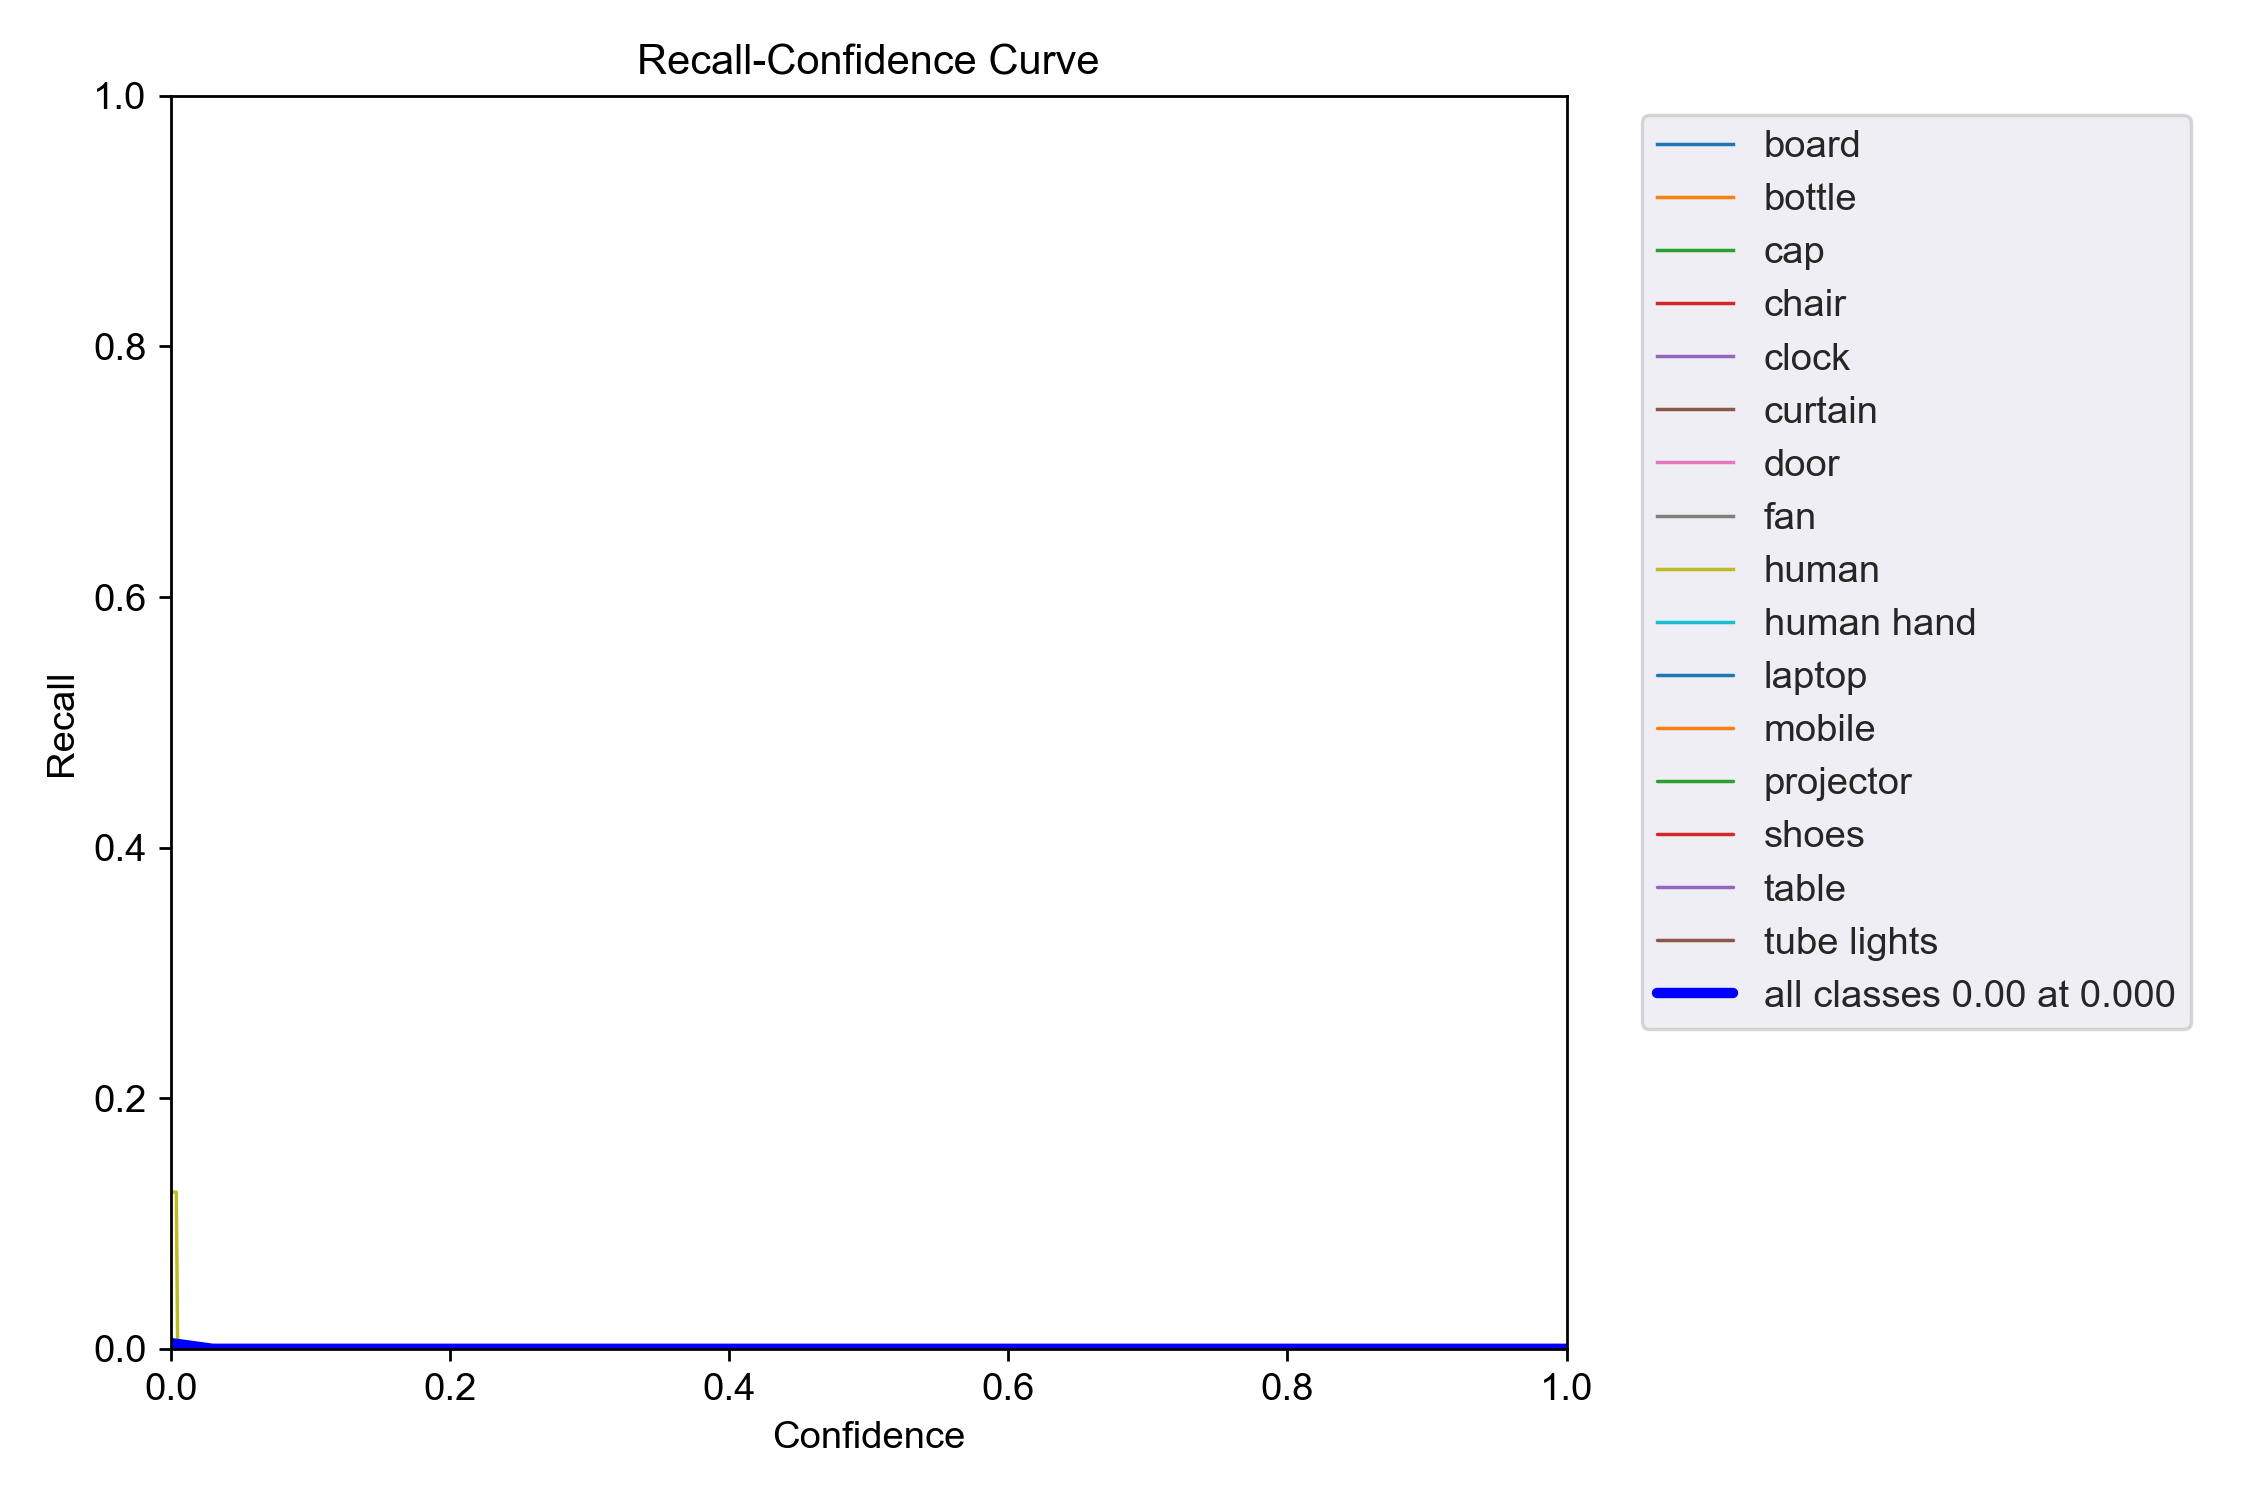 Recall-Confidence Curve
1.0
0.8
0.6
0.4
0.2
0.0
Recall
0.0 0.2 0.4 0.6 0.8 1.0
Confidence
board
bottle
cap
chair
clock
curtain
door
fan
human
human hand
laptop
mobile
projector
shoes
table
tube lights
all classes 0.00 at 0.000